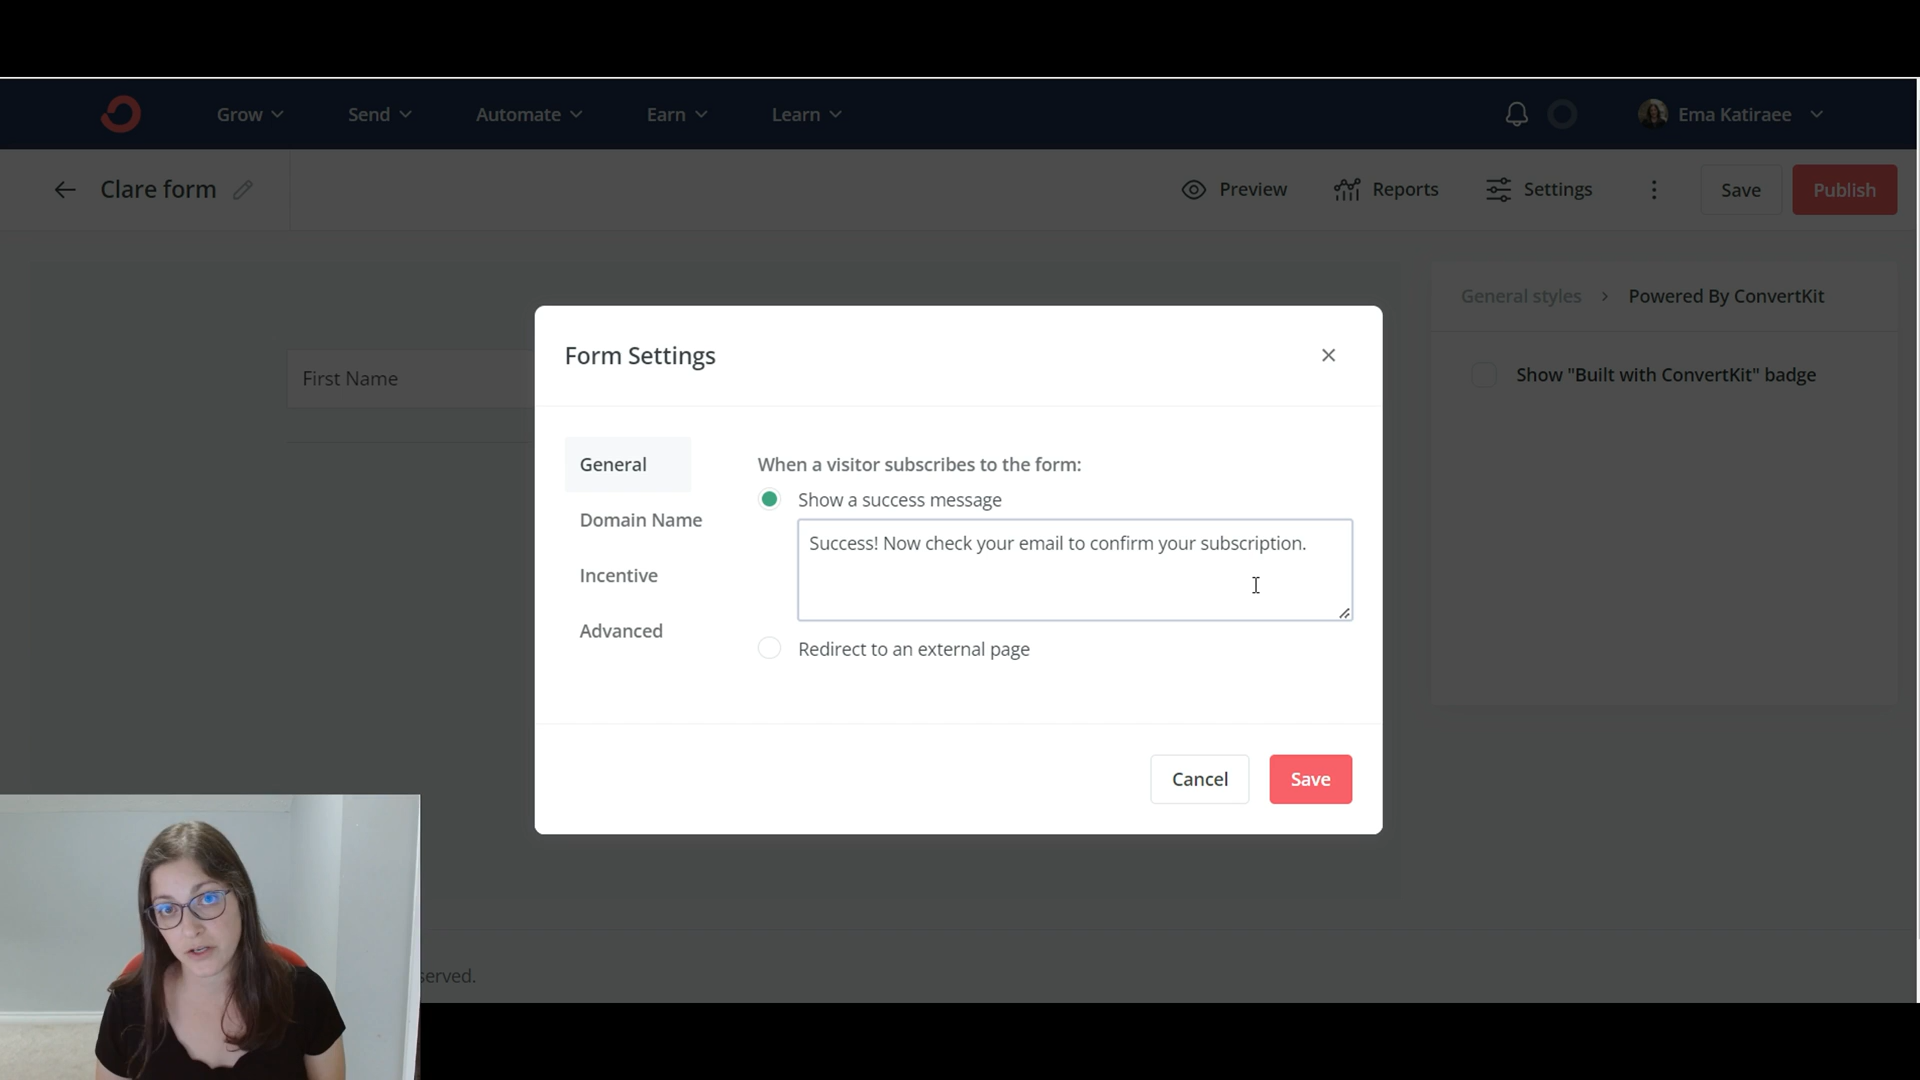 Grow
Send
Automate
Earn
Learn
Ema Katiraee
Clare form
Preview
Reports
Settings
Save
Publish
General styles > Powered By ConvertKit
Show "Built with ConvertKit" badge
First Name
Form Settings
General
Domain Name
Incentive
Advanced
When a visitor subscribes to the form:
Show a success message
Success! Now check your email to confirm your subscription.
Redirect to an external page
Cancel
Save
served.